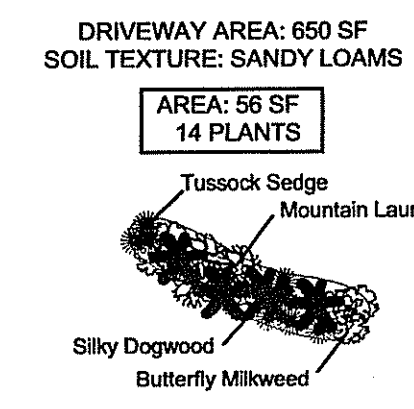 DRIVEWAY AREA: 650 SF
SOIL TEXTURE: SANDY LOAMS
AREA: 56 SF
14 PLANTS
Tussock Sedge
Mountain Laur
Silky Dogwood
Butterfly Milkweed